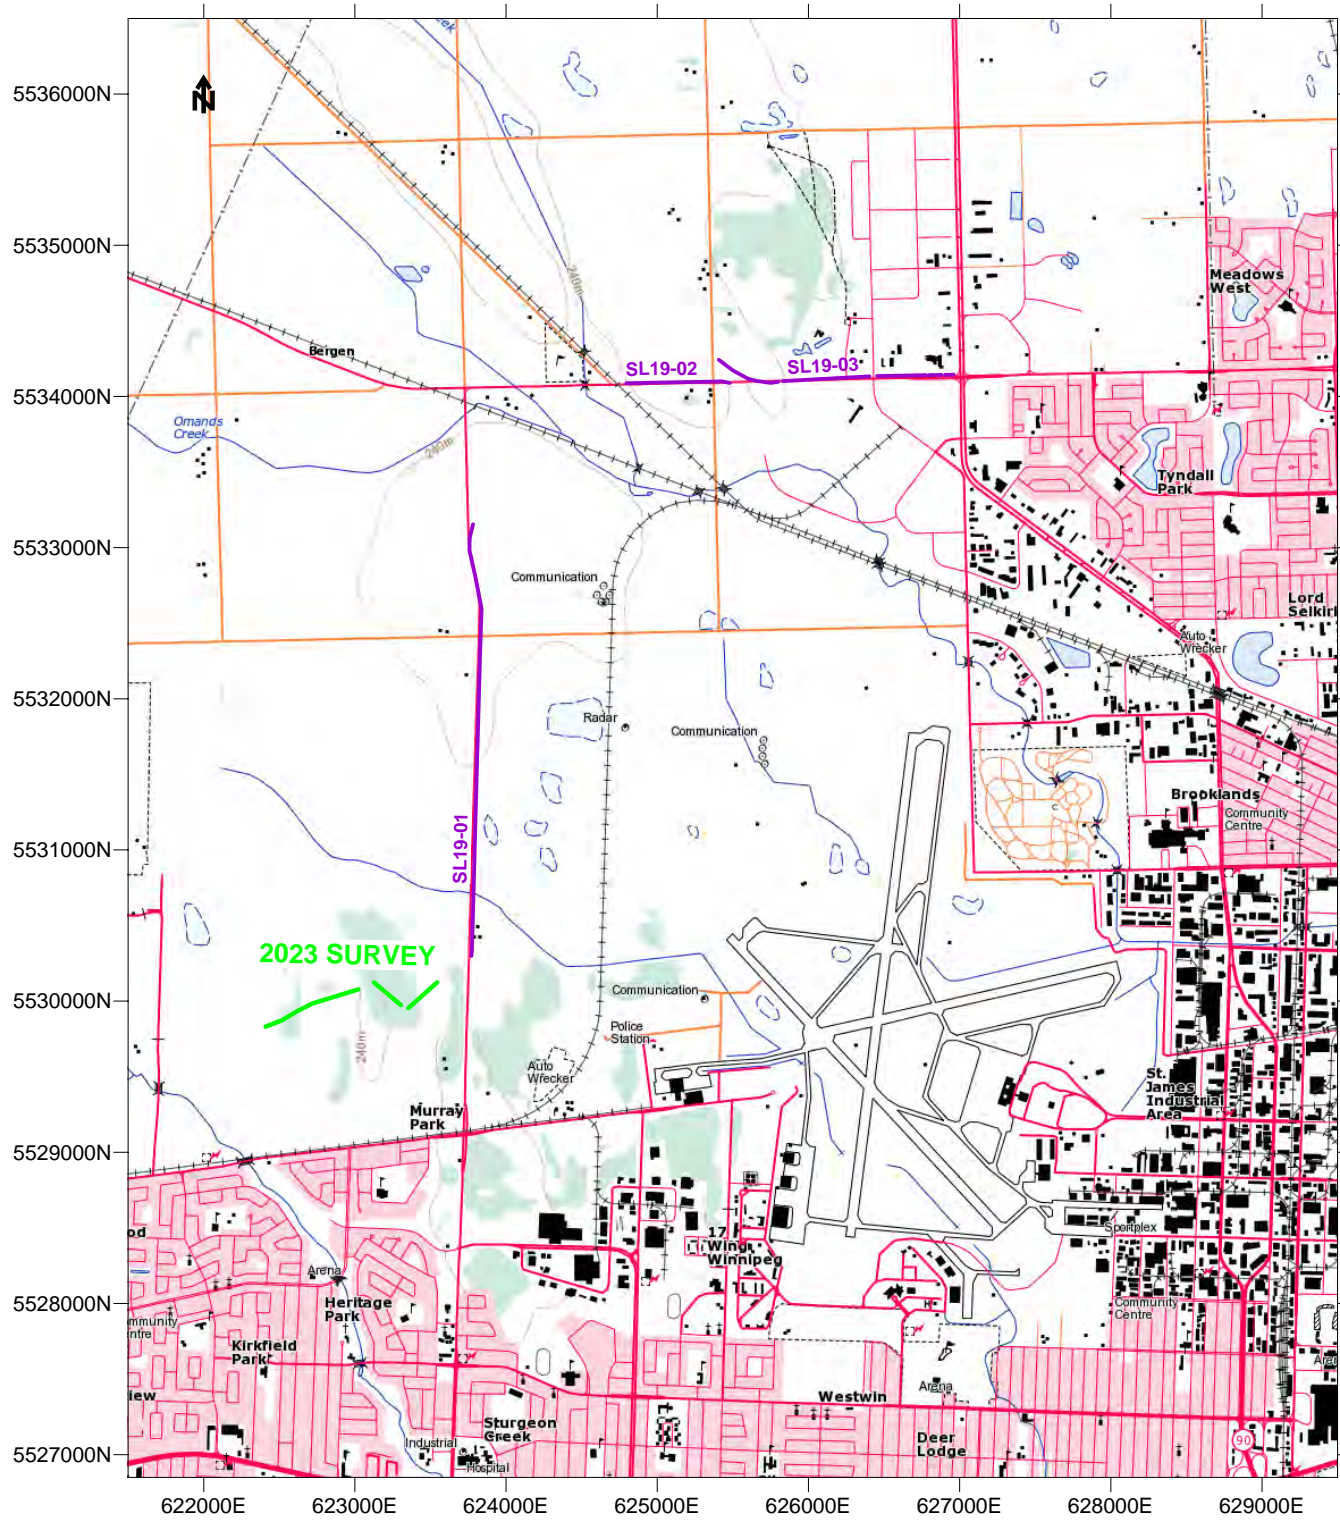 5536000N
5535000N
5534000N
5533000N
5532000N
5531000N
5530000N
5529000N
5528000N
5527000N
N
240m
Meadows
West
Bergen
SL19-02
SL19-03
Omands
Creek
240m
Tyndall
Park
Communication
Lord
Auto
Wrecker
Radar
Communication
SL19-01
Brooklands
Community
Centre
2023 SURVEY
Communication
Police
Station
240m
Auto
Wrecker
Murray
Park
St.
James
Industrial
Area
17
Wing
Winnipeg
Sportplex
Arena
Heritage
Park
Community
Centre
Kirkfield
Park
Arena
Westwin
Sturgeon
Creek
Deer
Lodge
Industrial
Hospital
90
622000E
623000E
624000E
625000E
626000E
627000E
628000E
629000E